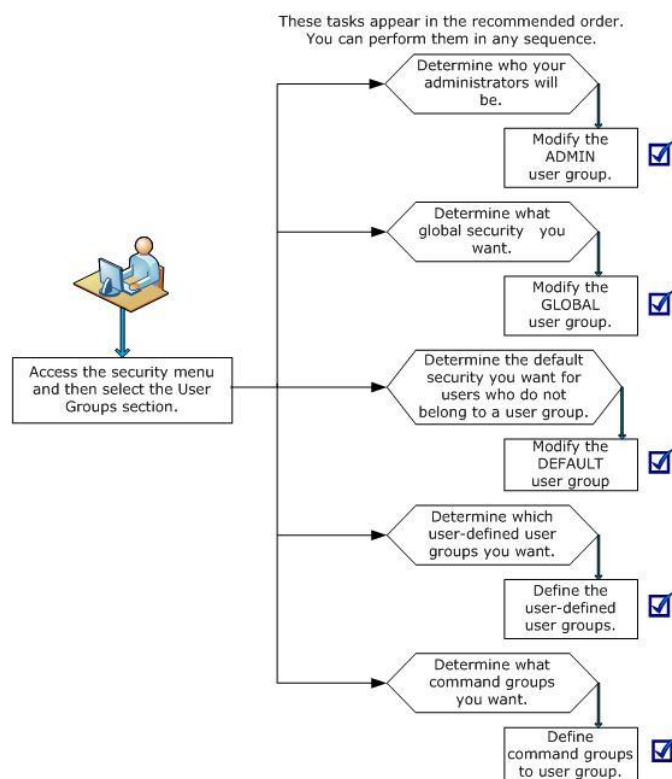 These tasks appear in the recommended order.
You can perform them in any sequence.
Determine who your
administrators will
be.
Modify the
ADMIN
user group.
Determine what
global security you
want.
Modify the
GLOBAL
user group.
Access the security menu
and then select the User
Groups section.
Determine the default
security you want for
users who do not
belong to a user group.
Modify the
DEFAULT
user group
Determine which
user-defined user
groups you want.
Define the
user-defined
user groups.
Determine what
command groups
you want.
Define
command groups
to user group.